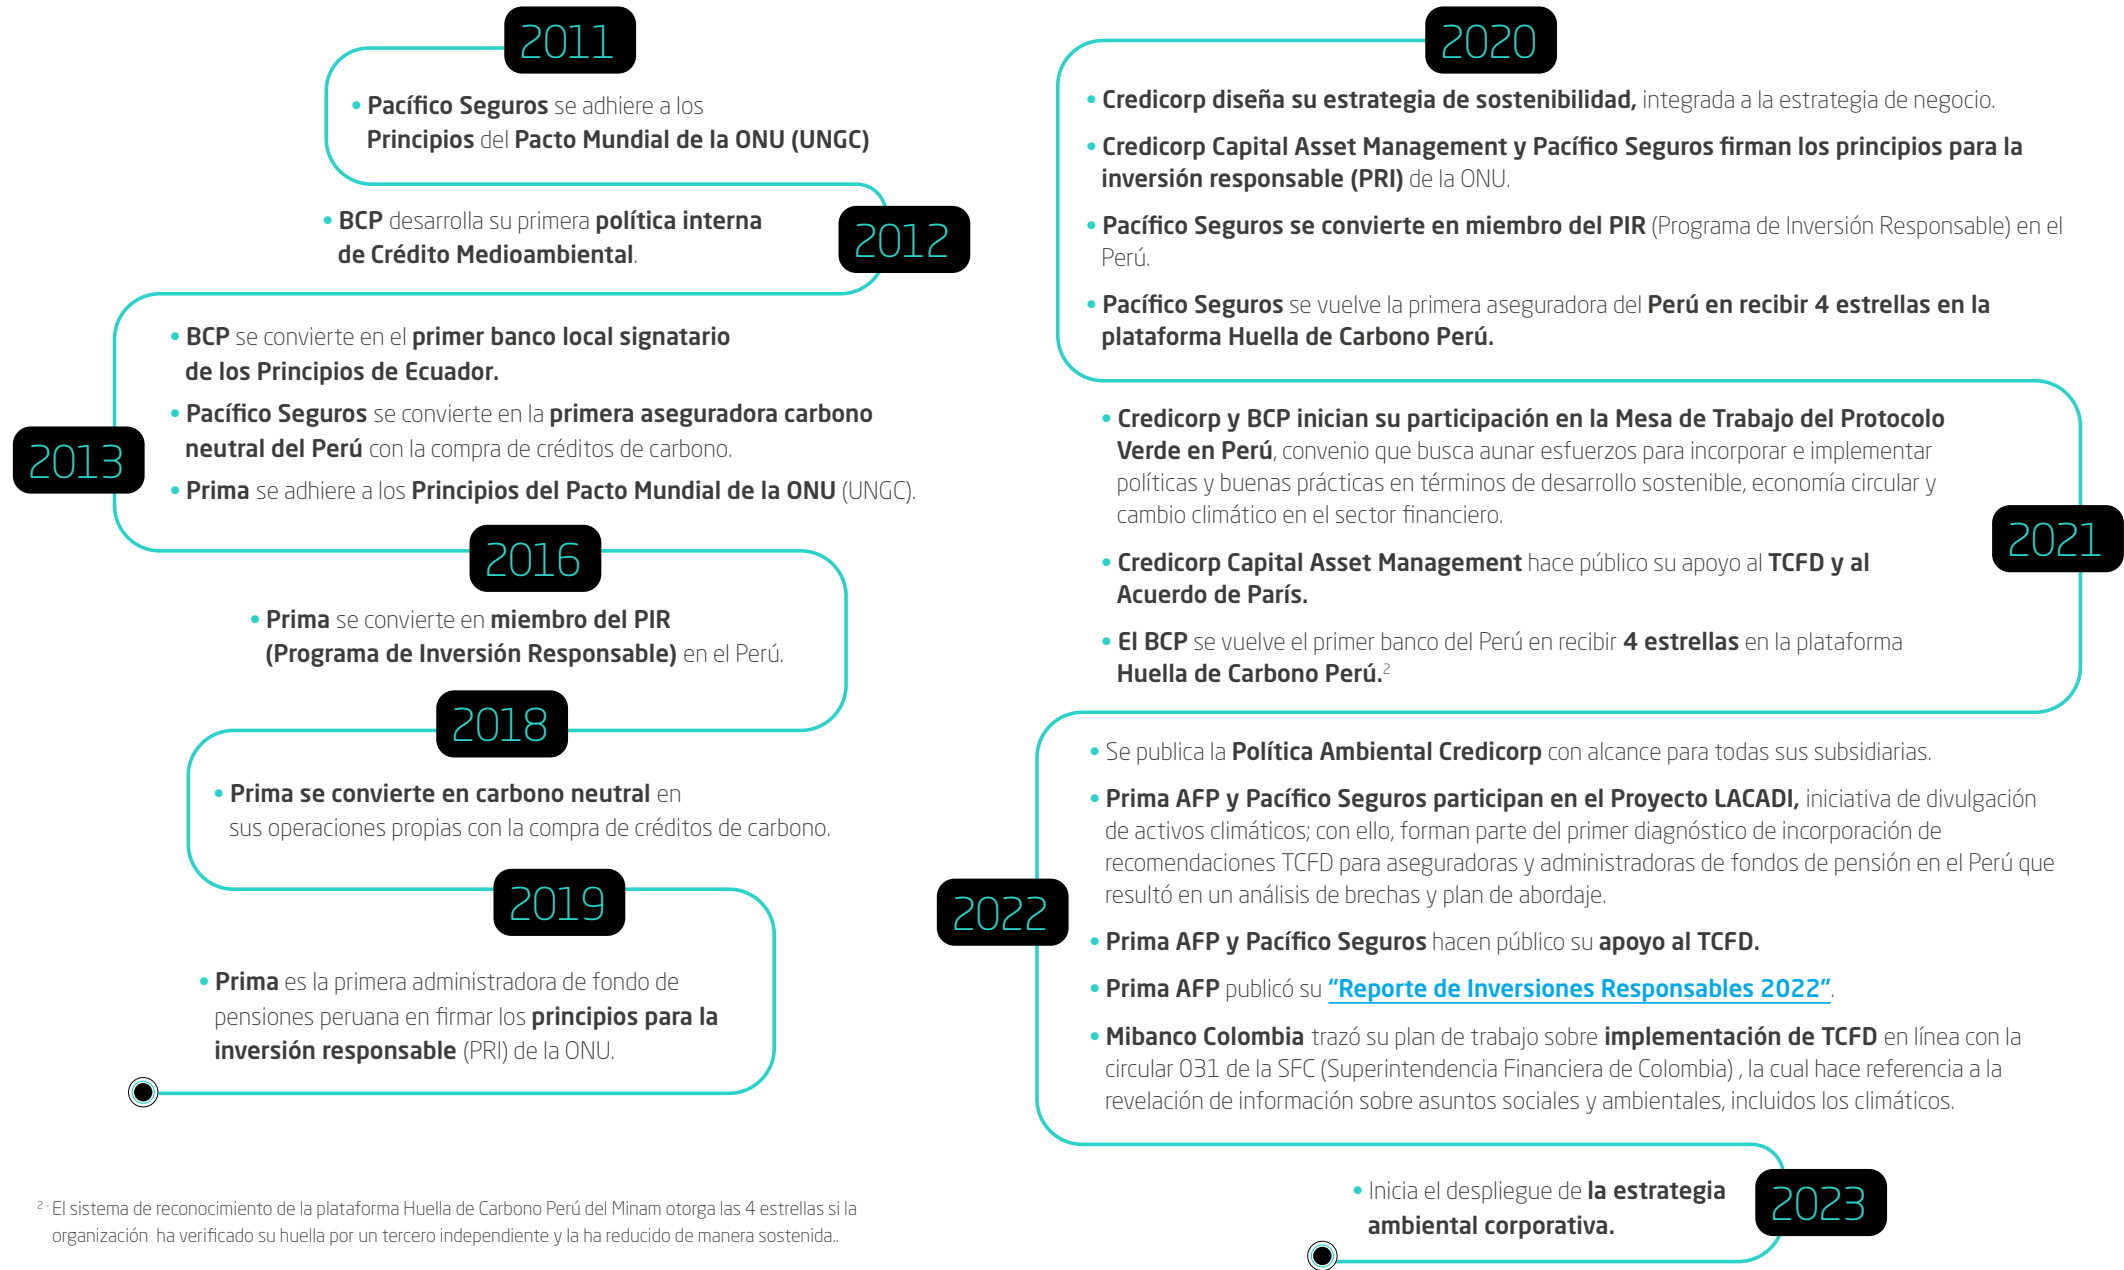 2011
• Pacífico Seguros se adhiere a los
Principios del Pacto Mundial de la ONU (UNGC)
2012
• BCP desarrolla su primera política interna
de Crédito Medioambiental.
2013
• BCP se convierte en el primer banco local signatario
de los Principios de Ecuador.
• Pacífico Seguros se convierte en la primera aseguradora carbono
neutral del Perú con la compra de créditos de carbono.
• Prima se adhiere a los Principios del Pacto Mundial de la ONU (UNGC).
2016
• Prima se convierte en miembro del PIR
(Programa de Inversión Responsable) en el Perú.
2018
• Prima se convierte en carbono neutral en
sus operaciones propias con la compra de créditos de carbono.
2019
• Prima es la primera administradora de fondo de
pensiones peruana en firmar los principios para la
inversión responsable (PRI) de la ONU.
2020
• Credicorp diseña su estrategia de sostenibilidad, integrada a la estrategia de negocio.
• Credicorp Capital Asset Management y Pacífico Seguros firman los principios para la
inversión responsable (PRI) de la ONU.
• Pacífico Seguros se convierte en miembro del PIR (Programa de Inversión Responsable) en el
Perú.
• Pacífico Seguros se vuelve la primera aseguradora del Perú en recibir 4 estrellas en la
plataforma Huella de Carbono Perú.
2021
• Credicorp y BCP inician su participación en la Mesa de Trabajo del Protocolo
Verde en Perú, convenio que busca aunar esfuerzos para incorporar e implementar
políticas y buenas prácticas en términos de desarrollo sostenible, economía circular y
cambio climático en el sector financiero.
• Credicorp Capital Asset Management hace público su apoyo al TCFD y al
Acuerdo de París.
• El BCP se vuelve el primer banco del Perú en recibir 4 estrellas en la plataforma
Huella de Carbono Perú.2
2022
• Se publica la Política Ambiental Credicorp con alcance para todas sus subsidiarias.
• Prima AFP y Pacífico Seguros participan en el Proyecto LACADI, iniciativa de divulgación
de activos climáticos; con ello, forman parte del primer diagnóstico de incorporación de
recomendaciones TCFD para aseguradoras y administradoras de fondos de pensión en el Perú que
resultó en un análisis de brechas y plan de abordaje.
• Prima AFP y Pacífico Seguros hacen público su apoyo al TCFD.
• Prima AFP publicó su "Reporte de Inversiones Responsables 2022".
• Mibanco Colombia trazó su plan de trabajo sobre implementación de TCFD en línea con la
circular 031 de la SFC (Superintendencia Financiera de Colombia) , la cual hace referencia a la
revelación de información sobre asuntos sociales y ambientales, incluidos los climáticos.
2023
• Inicia el despliegue de la estrategia
ambiental corporativa.
2 - El sistema de reconocimiento de la plataforma Huella de Carbono Perú del Minam otorga las 4 estrellas si la
organización ha verificado su huella por un tercero independiente y la ha reducido de manera sostenida..